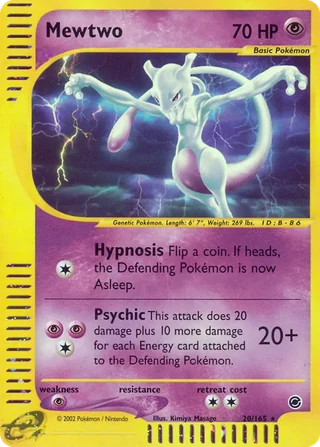 Mewtwo 70 HP
Basic Pokémon
Genetic Pokémon. Length: 6' 7", Weight: 269 lbs. ID:B-86
Hypnosis Flip a coin. If heads,
the Defending Pokémon is now
Asleep.
Psychic This attack does 20
damage plus 10 more
damage for each Energy card attached
to the Defending Pokémon.
20+
weakness resistance retreat cost
© 2002 Pokémon / Nintendo Illus. Kimiya Masago 20/165 ★
e